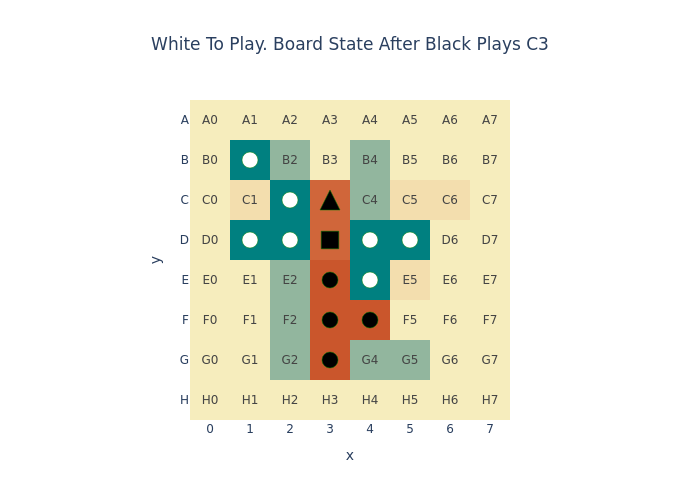 White To Play. Board State After Black Plays C3
A A0 A1 A2 A3 A4 A5 A6 A7
B B0 B2 B3 B4 B5 B6 B7
C C0 C1 C4 C5 C6 C7
D D0 D6 D7
y
E E0 E1 E2 E5 E6 E7
F F0 F1 F2 F5 F6 F7
G G0 G1 G2 G4 G5 G6 G7
H H0 H1 H2 H3 H4 H5 H6 H7
0 1 2 3 4 5 6 7
x